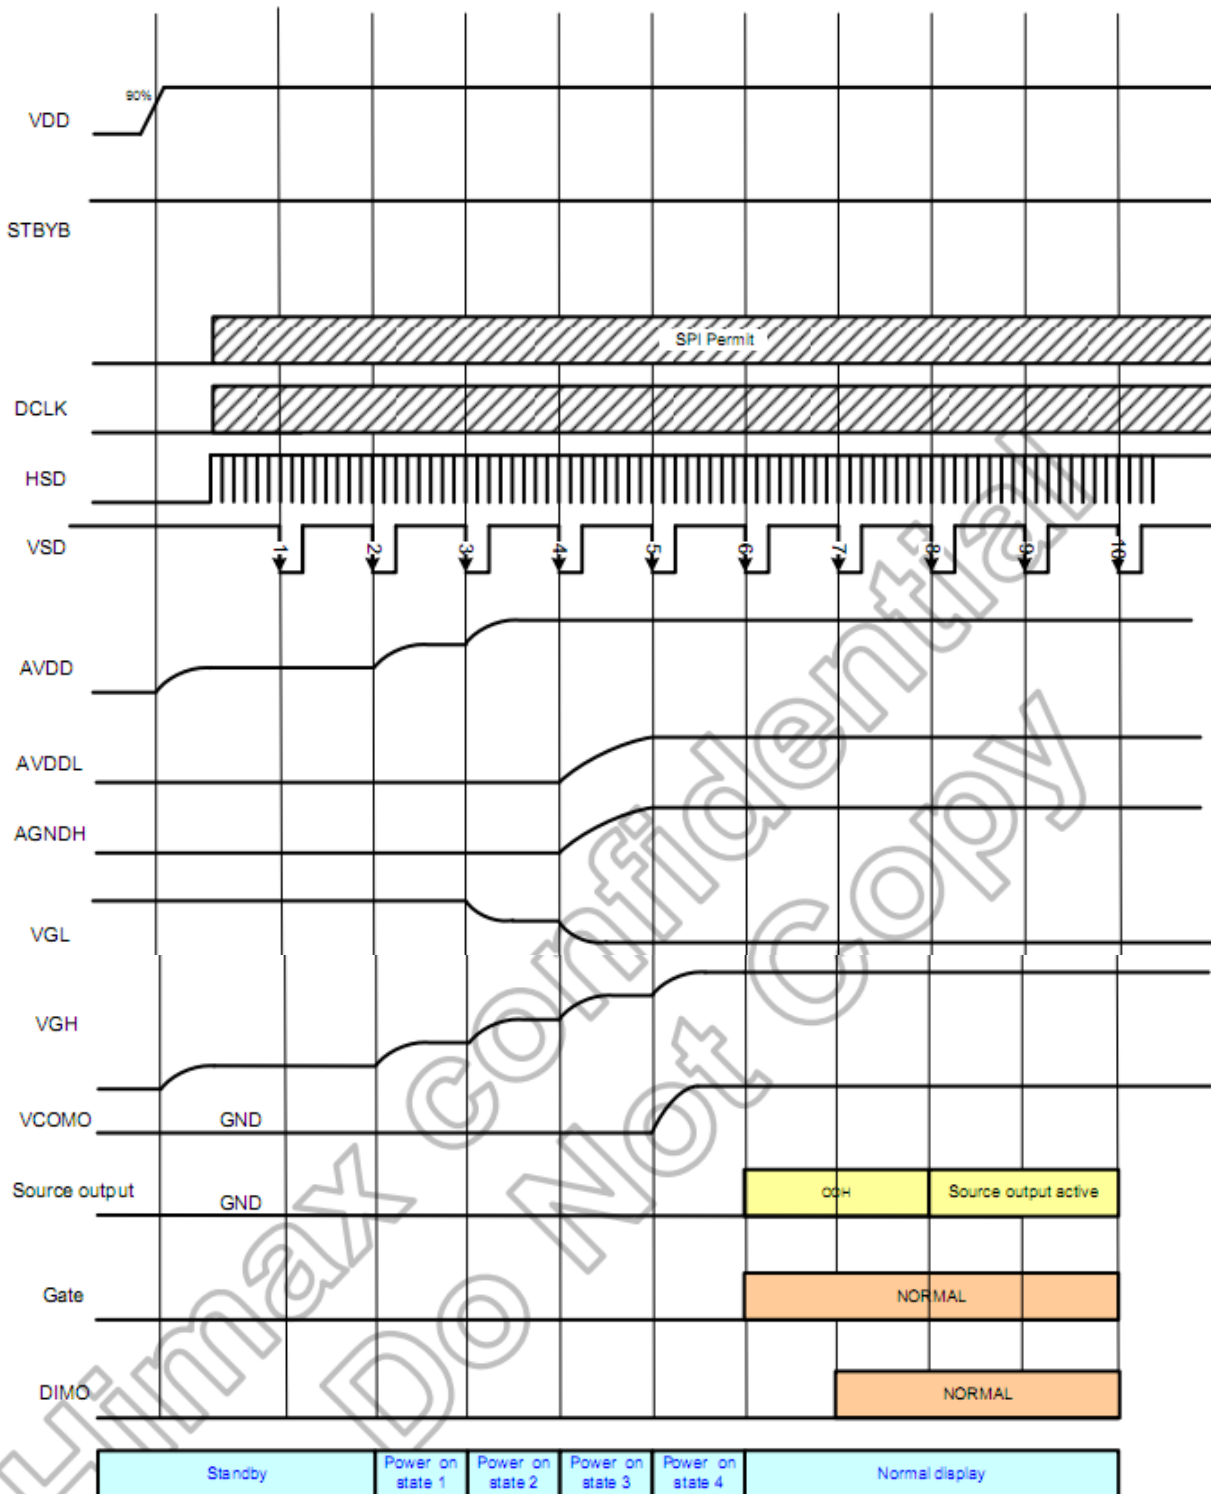 90%
VDD
STBYB
SPI Permit
DCLK
HSD
VSD
1 2 3 4 5 6 7 8 9 10
AVDD
AVDDL
AGNDH
VGL
VGH
VCOMO GND
Source output GND
00H Source output active
Gate NORMAL
DIMO NORMAL
Standby
Power on
state 1
Power on
state 2
Power on
state 3
Power on
state 4
Normal display
Himax confidential
Do Not Copy